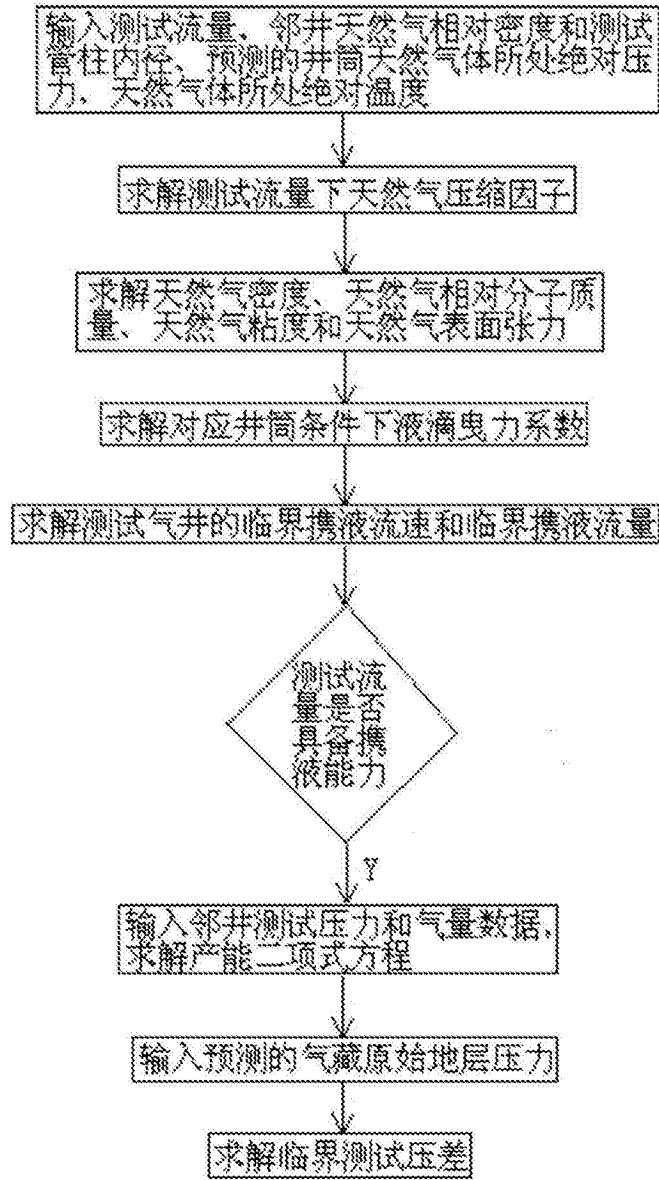 输入测试流量、邻井天然气相对密度和测试
管柱内径、预测的井筒天然气体所处绝对压
力、天然气体所处绝对温度
求解测试流量下天然气压缩因子
求解天然气密度、天然气相对分子质
量、天然气粘度和天然气表面张力
求解对应井筒条件下液滴曳力系数
求解测试气井的临界携液流速和临界携液流量
测试流
量是否
具备携
液能力
Y
输入邻井测试压力和气量数据,
求解产能二项式方程
输入预测的气藏原始地层压力
求解临界测试压差